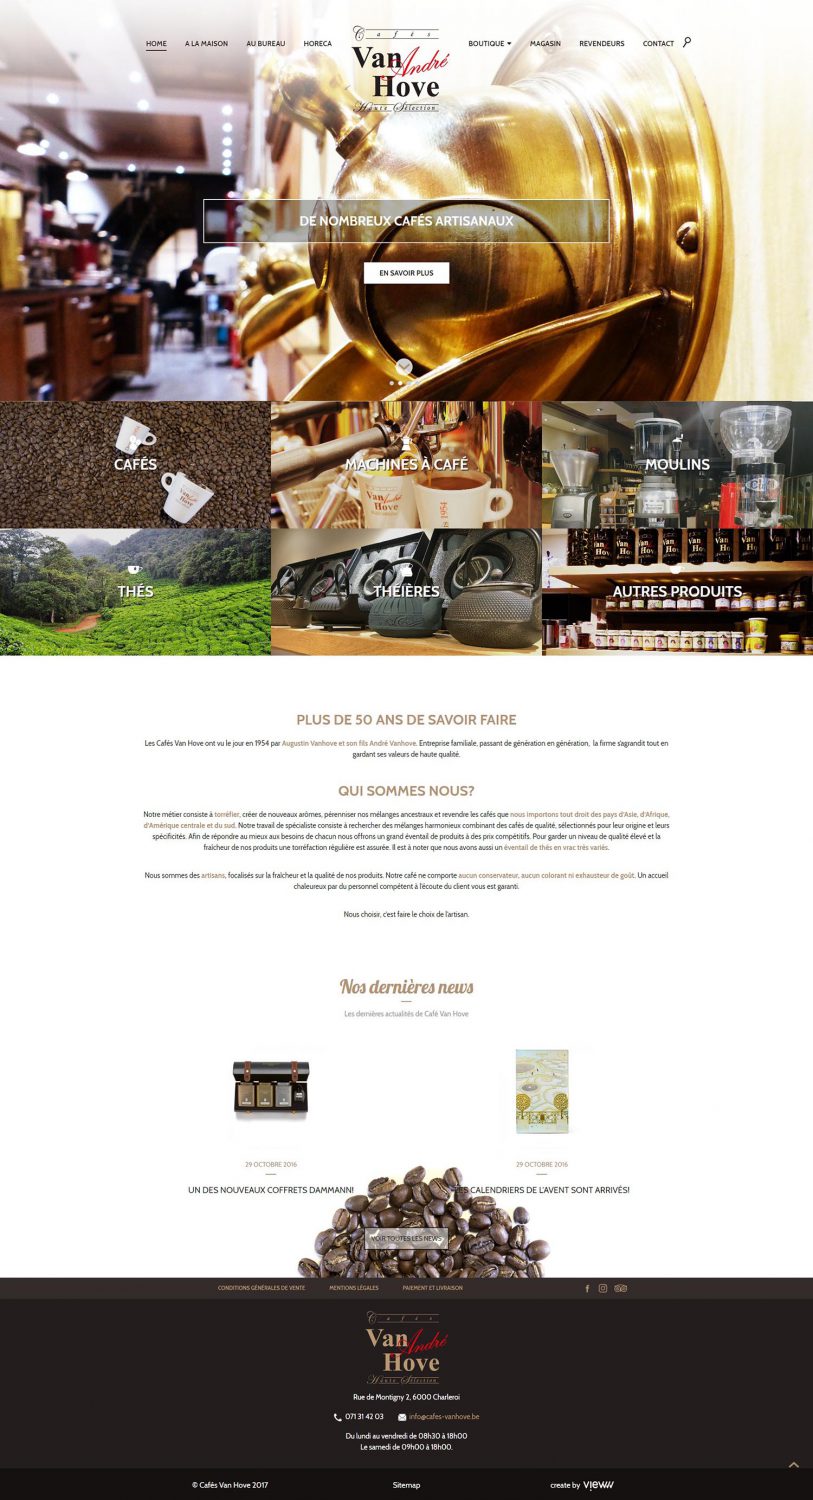 HOME A LA MAISON AU BUREAU HORECA
Cafés
Van André
Hove
Haute Sélection
BOUTIQUE MAGASIN REVENDEURS CONTACT
DE NOMBREUX CAFÉS ARTISANAUX
EN SAVOIR PLUS
CAFÉS
MACHINES À CAFÉ
MOULINS
THÉS
THÉIÈRES
AUTRES PRODUITS
PLUS DE 50 ANS DE SAVOIR FAIRE
Les Cafés Van Hove ont vu le jour en 1954 par Augustin Vanhove et son fils André Vanhove. Entreprise familiale, passant de génération en génération, la firme s'agrandit tout en
gardant ses valeurs de haute qualité.
QUI SOMMES NOUS?
Notre métier consiste à torréfier, créer de nouveaux arômes, pérenniser nos mélanges ancestraux et revendre les cafés que nous importons tout droit des pays d'Asie, d'Afrique,
d'Amérique centrale et du sud. Notre travail de spécialiste consiste à rechercher des mélanges harmonieux combinant des cafés de qualité, sélectionnés pour leur origine et leurs
spécificités. Afin de répondre au mieux aux besoins de chacun nous offrons un grand éventail de produits à des prix compétitifs. Pour garder un niveau de qualité élevé et la
fraîcheur de nos produits une torréfaction régulière est assurée. Il est à noter que nous avons aussi un éventail de thés en vrac très variés.
Nous sommes des artisans, focalisés sur la fraîcheur et la qualité de nos produits. Notre café ne comporte aucun conservateur, aucun colorant ni exhausteur de goût. Un accueil
chaleureux par du personnel compétent à l'écoute du client vous est garanti.
Nous choisir, c'est faire le choix de l'artisan.
Nos dernières news
Les dernières actualités de Café Van Hove
29 OCTOBRE 2016
UN DES NOUVEAUX COFFRETS DAMMANN!
29 OCTOBRE 2016
LES CALENDRIERS DE L'AVENT SONT ARRIVÉS!
VOIR TOUTES LES NEWS
CONDITIONS GÉNÉRALES DE VENTE MENTIONS LÉGALES PAIEMENT ET LIVRAISON
Cafés
Van André
Hove
Haute Sélection
Rue de Montigny 2, 6000 Charleroi
071 31 42 03 info@cafes-vanhove.be
Du lundi au vendredi de 08h30 à 18h00
Le samedi de 09h00 à 18h00.
© Cafés Van Hove 2017 Sitemap create by vieww